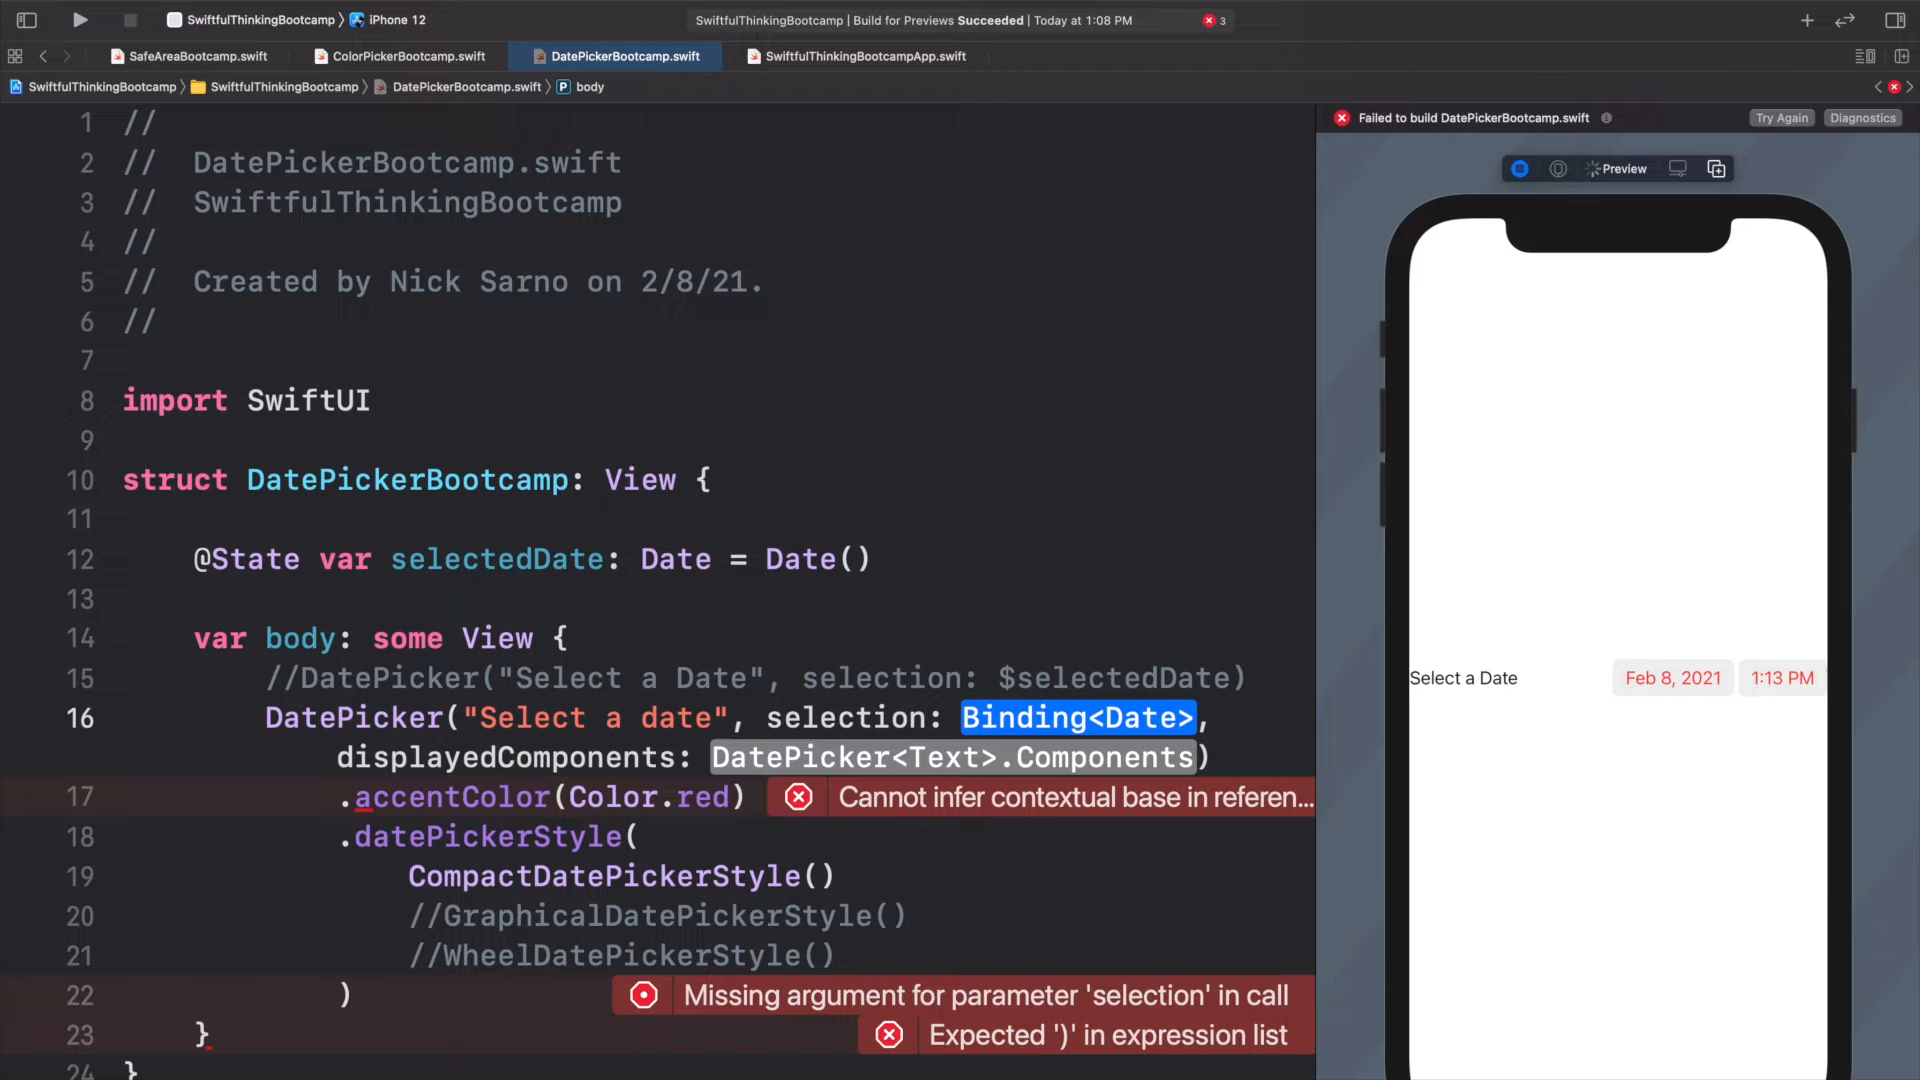 SwiftfulThinkingBootcamp 〉 iPhone 12
SwiftfulThinkingBootcamp | Build for Previews Succeeded | Today at 1:08 PM
3
SafeAreaBootcamp.swift
ColorPickerBootcamp.swift
DatePickerBootcamp.swift
SwiftfulThinkingBootcampApp.swift
SwiftfulThinkingBootcamp 〉 SwiftfulThinkingBootcamp 〉 DatePickerBootcamp.swift 〉 P body
1 //
2 //  DatePickerBootcamp.swift
3 //  SwiftfulThinkingBootcamp
4 //
5 //  Created by Nick Sarno on 2/8/21.
6 //
7
8 import SwiftUI
9
10 struct DatePickerBootcamp: View {
11
12     @State var selectedDate: Date = Date()
13
14     var body: some View {
15         //DatePicker("Select a Date", selection: $selectedDate)
16         DatePicker("Select a date", selection: Binding<Date>,
            displayedComponents: DatePicker<Text>.Components)
17             .accentColor(Color.red)
Cannot infer contextual base in referen...
18             .datePickerStyle(
19                 CompactDatePickerStyle()
20                 //GraphicalDatePickerStyle()
21                 //WheelDatePickerStyle()
22             )
Missing argument for parameter 'selection' in call
23     }
Expected ')' in expression list
24 }
Failed to build DatePickerBootcamp.swift
Try Again
Diagnostics
Preview
Select a Date
Feb 8, 2021
1:13 PM